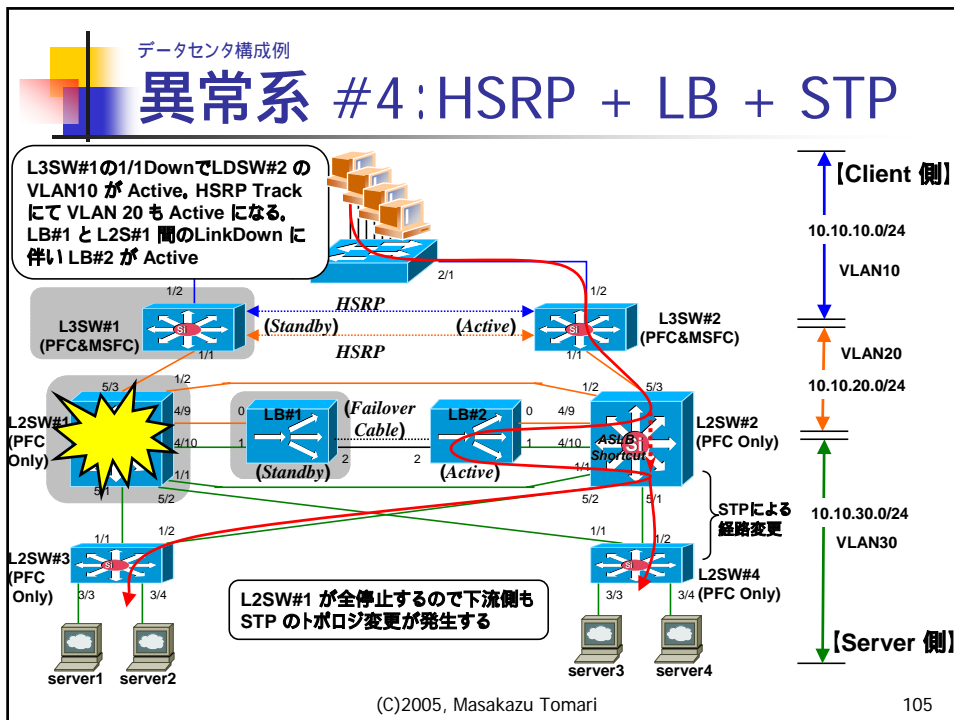 データセンタ構成例
異常系 #4:HSRP + LB + STP
L3SW#1の1/1DownでLDSW#2 の
VLAN10 が Active。HSRP Track
にて VLAN 20 も Active になる。
LB#1 と L2S#1 間のLinkDown に
伴い LB#2 が Active
【Client 側】
10.10.10.0/24
VLAN10
2/1
1/2
1/2
HSRP
L3SW#1
(PFC&MSFC)
Si
(Standby)
(Active)
Si
L3SW#2
(PFC&MSFC)
HSRP
1/1
1/1
VLAN20
10.10.20.0/24
5/3
1/2
1/2
5/3
L2SW#1
(PFC
Only)
4/9
0
LB#1
(Failover
Cable)
LB#2
0
4/9
L2SW#2
(PFC Only)
4/10
1
2
2
1
4/10
ASLB
Shortcut
Si
(Standby)
(Active)
1/1
1/1
5/1
5/2
5/2
5/1
STPによる
経路変更
10.10.30.0/24
VLAN30
1/1
1/2
1/1
1/2
L2SW#3
(PFC
Only)
Si
Si
L2SW#4
(PFC Only)
3/3
3/4
3/3
3/4
L2SW#1 が全停止するので下流側も
STP のトポロジ変更が発生する
server1
server2
server3
server4
【Server 側】
(C)2005, Masakazu Tomari
105